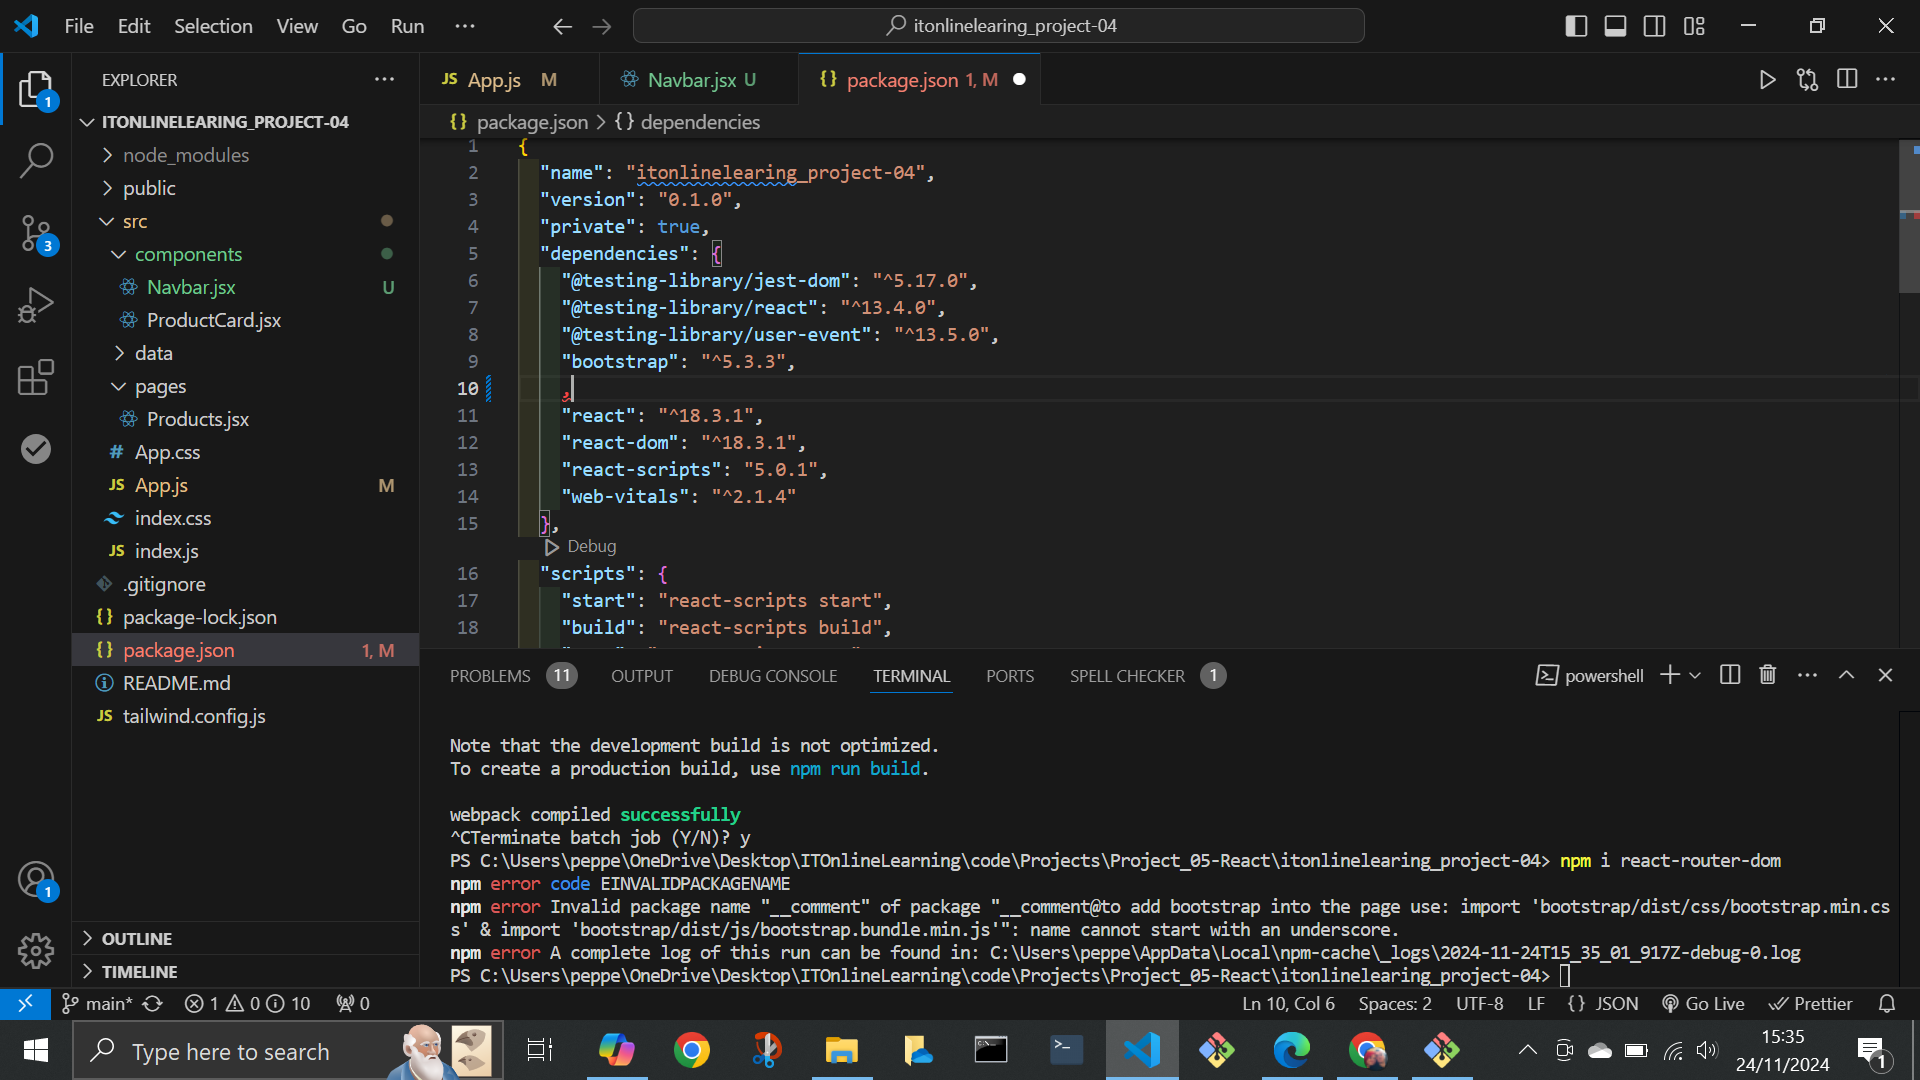 File Edit Selection View Go Run ···
itonlinelearing_project-04
EXPLORER
1
ITONLINELEARING_PROJECT-04
node_modules
public
src
3
components
Navbar.jsx U
ProductCard.jsx
data
pages
Products.jsx
App.css
App.js M
index.css
index.js
.gitignore
package-lock.json
package.json 1, M
README.md
tailwind.config.js
OUTLINE
TIMELINE
1
JS App.js M
Navbar.jsx U
{} package.json 1, M
{} package.json > {} dependencies
1 {
2 "name": "itonlinelearing_project-04",
3 "version": "0.1.0",
4 "private": true,
5 "dependencies": {
6 "@testing-library/jest-dom": "^5.17.0",
7 "@testing-library/react": "^13.4.0",
8 "@testing-library/user-event": "^13.5.0",
9 "bootstrap": "^5.3.3",
10 ,
11 "react": "^18.3.1",
12 "react-dom": "^18.3.1",
13 "react-scripts": "5.0.1",
14 "web-vitals": "^2.1.4"
15 },
Debug
16 "scripts": {
17 "start": "react-scripts start",
18 "build": "react-scripts build",
PROBLEMS 11 OUTPUT DEBUG CONSOLE TERMINAL PORTS SPELL CHECKER 1
powershell
Note that the development build is not optimized.
To create a production build, use npm run build.
webpack compiled successfully
^CTerminate batch job (Y/N)? y
PS C:\Users\peppe\OneDrive\Desktop\ITOnlineLearning\code\Projects\Project_05-React\itonlinelearing_project-04> npm i react-router-dom
npm error code EINVALIDPACKAGENAME
npm error Invalid package name "__comment" of package "__comment@to add bootstrap into the page use: import 'bootstrap/dist/css/bootstrap.min.cs
s' & import 'bootstrap/dist/js/bootstrap.bundle.min.js'": name cannot start with an underscore.
npm error A complete log of this run can be found in: C:\Users\peppe\AppData\Local\npm-cache\_logs\2024-11-24T15_35_01_917Z-debug-0.log
PS C:\Users\peppe\OneDrive\Desktop\ITOnlineLearning\code\Projects\Project_05-React\itonlinelearing_project-04>
main* 1 0 10 0
Ln 10, Col 6 Spaces: 2 UTF-8 LF {} JSON Go Live Prettier
Type here to search
15:35
24/11/2024
1